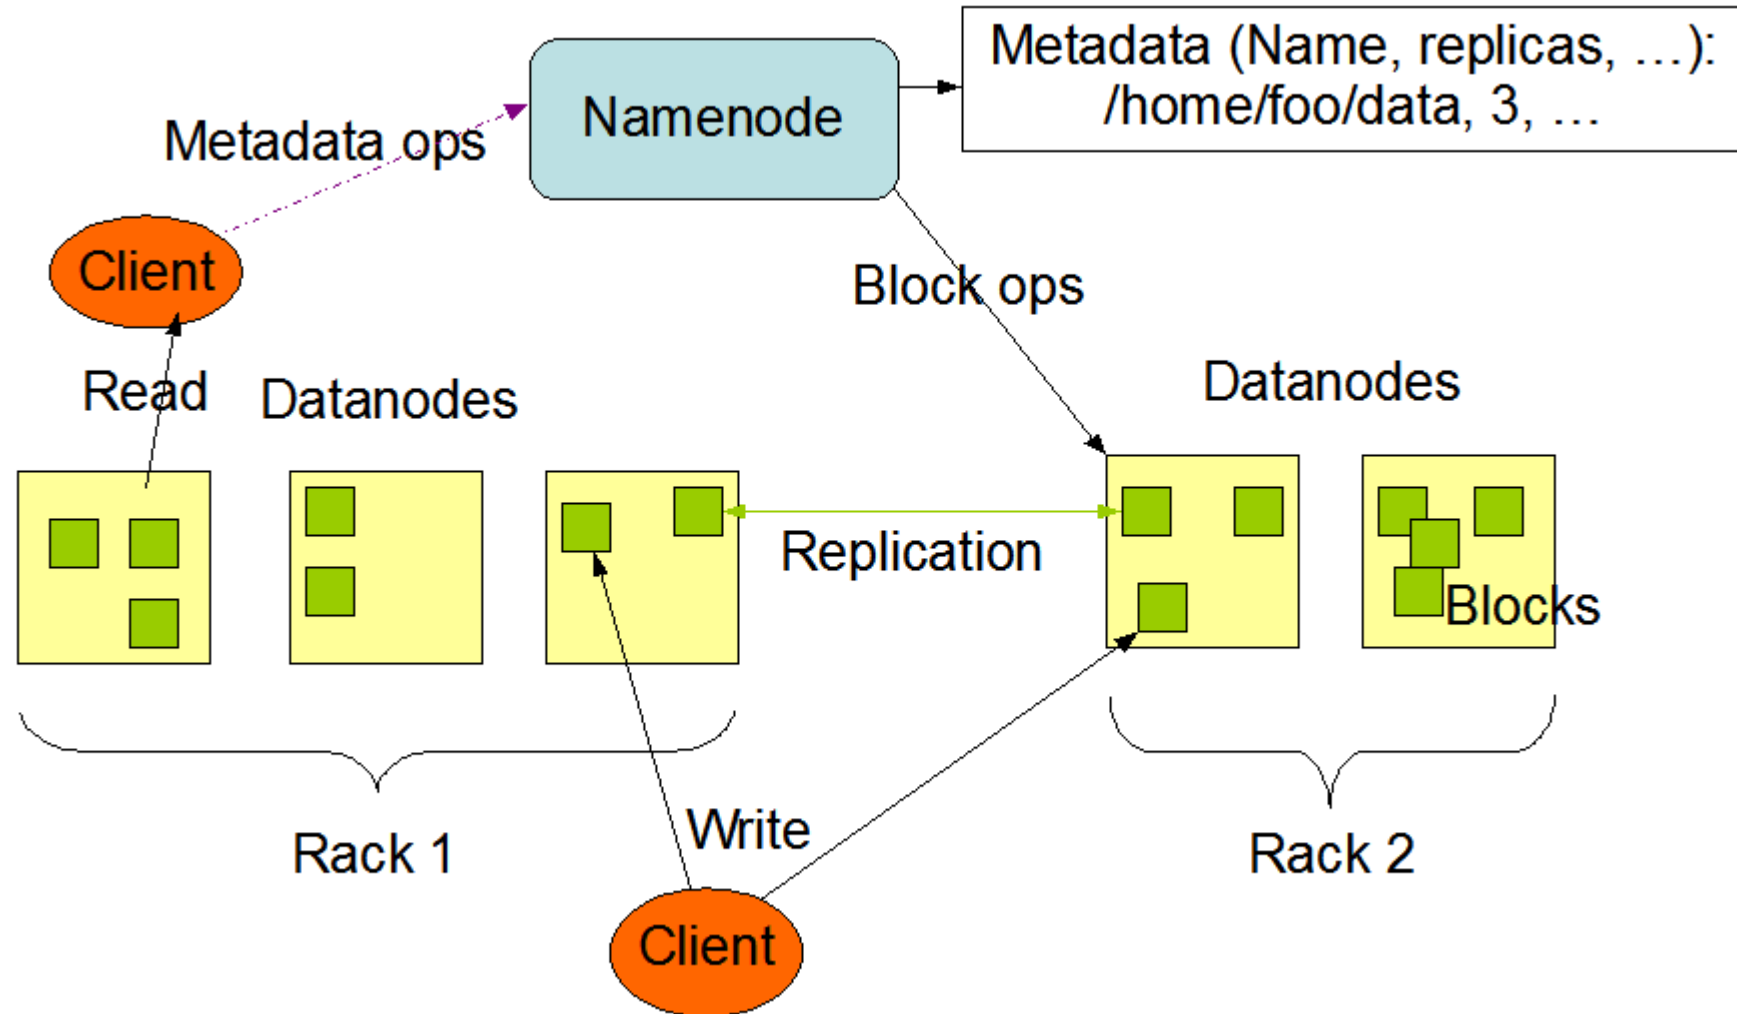 Metadata (Name, replicas, …):
/home/foo/data, 3, …
Namenode
Metadata ops
Client
Block ops
Read
Datanodes
Datanodes
Replication
Blocks
Write
Rack 1
Rack 2
Client